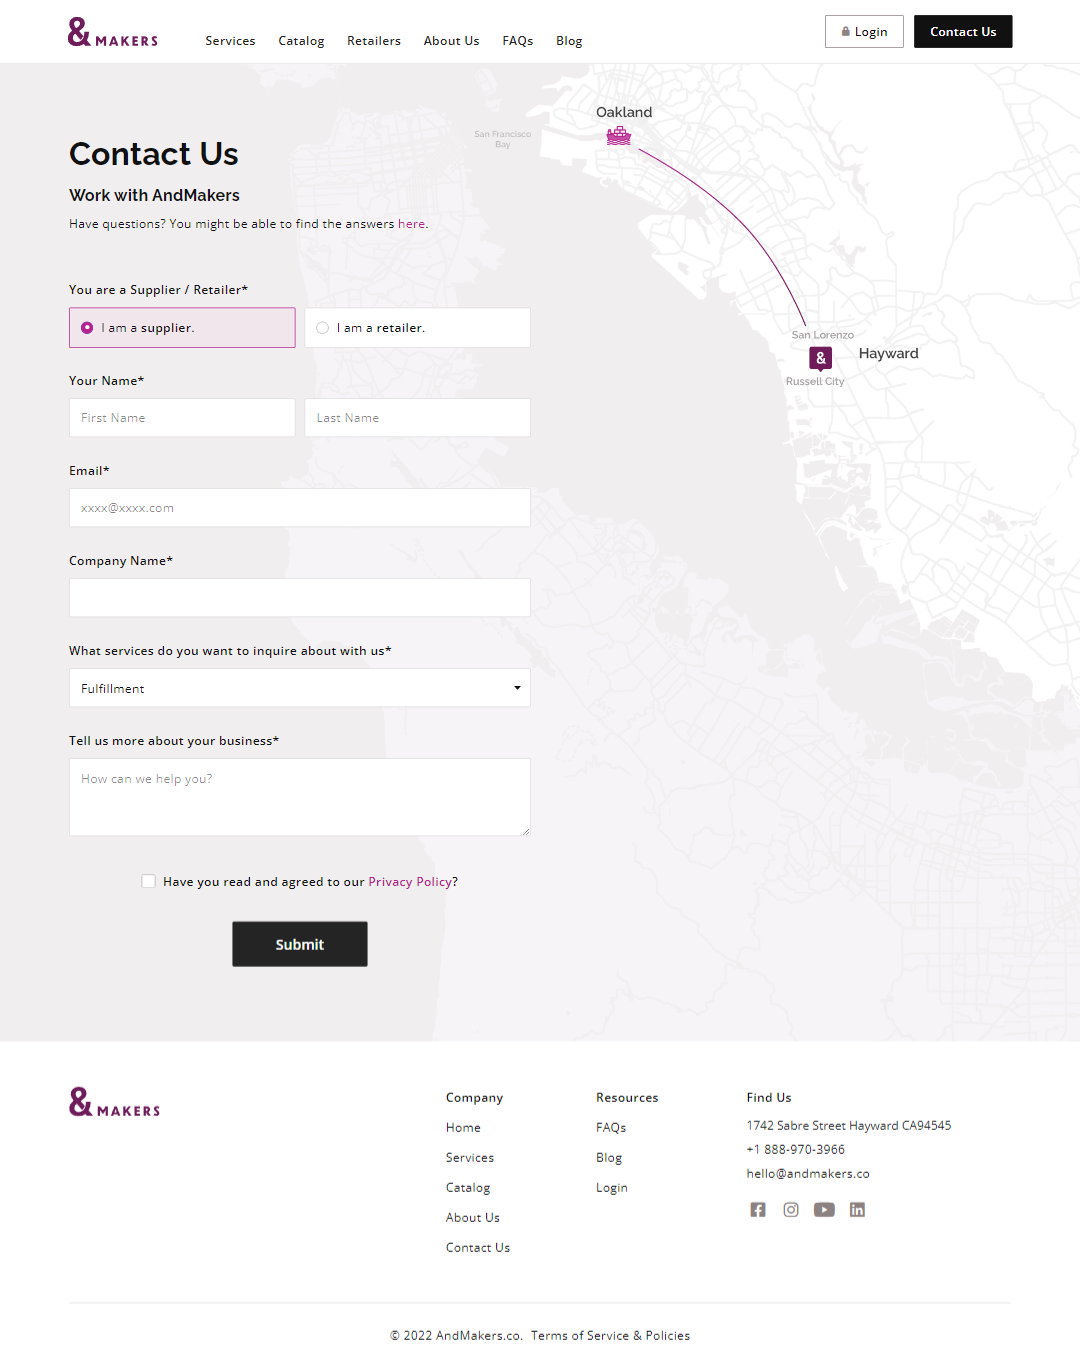 & MAKERS
Services Catalog Retailers About Us FAQs Blog
Login
Contact Us
Oakland
San Francisco
Bay
San Lorenzo
&
Hayward
Russell City
Contact Us
Work with AndMakers
Have questions? You might be able to find the answers here.
You are a Supplier / Retailer*
I am a supplier.
I am a retailer.
Your Name*
First Name
Last Name
Email*
xxxx@xxxx.com
Company Name*
What services do you want to inquire about with us*
Fulfillment
Tell us more about your business*
How can we help you?
Have you read and agreed to our Privacy Policy?
Submit
& MAKERS
Company
Home
Services
Catalog
About Us
Contact Us
Resources
FAQs
Blog
Login
Find Us
1742 Sabre Street Hayward CA94545
+1 888-970-3966
hello@andmakers.co
© 2022 AndMakers.co. Terms of Service & Policies